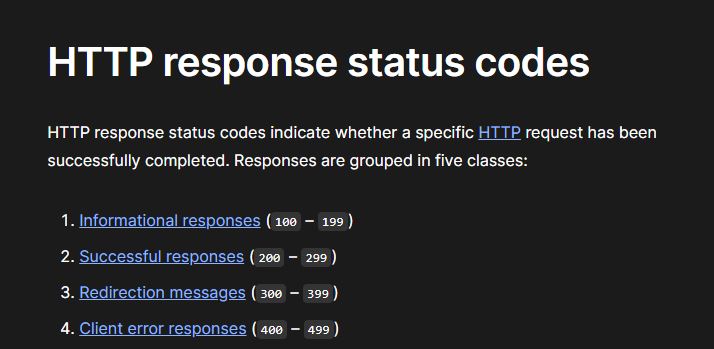 HTTP response status codes
HTTP response status codes indicate whether a specific HTTP request has been
successfully completed. Responses are grouped in five classes:
1. Informational responses (100 – 199)
2. Successful responses (200 – 299)
3. Redirection messages (300 – 399)
4. Client error responses (400 – 499)